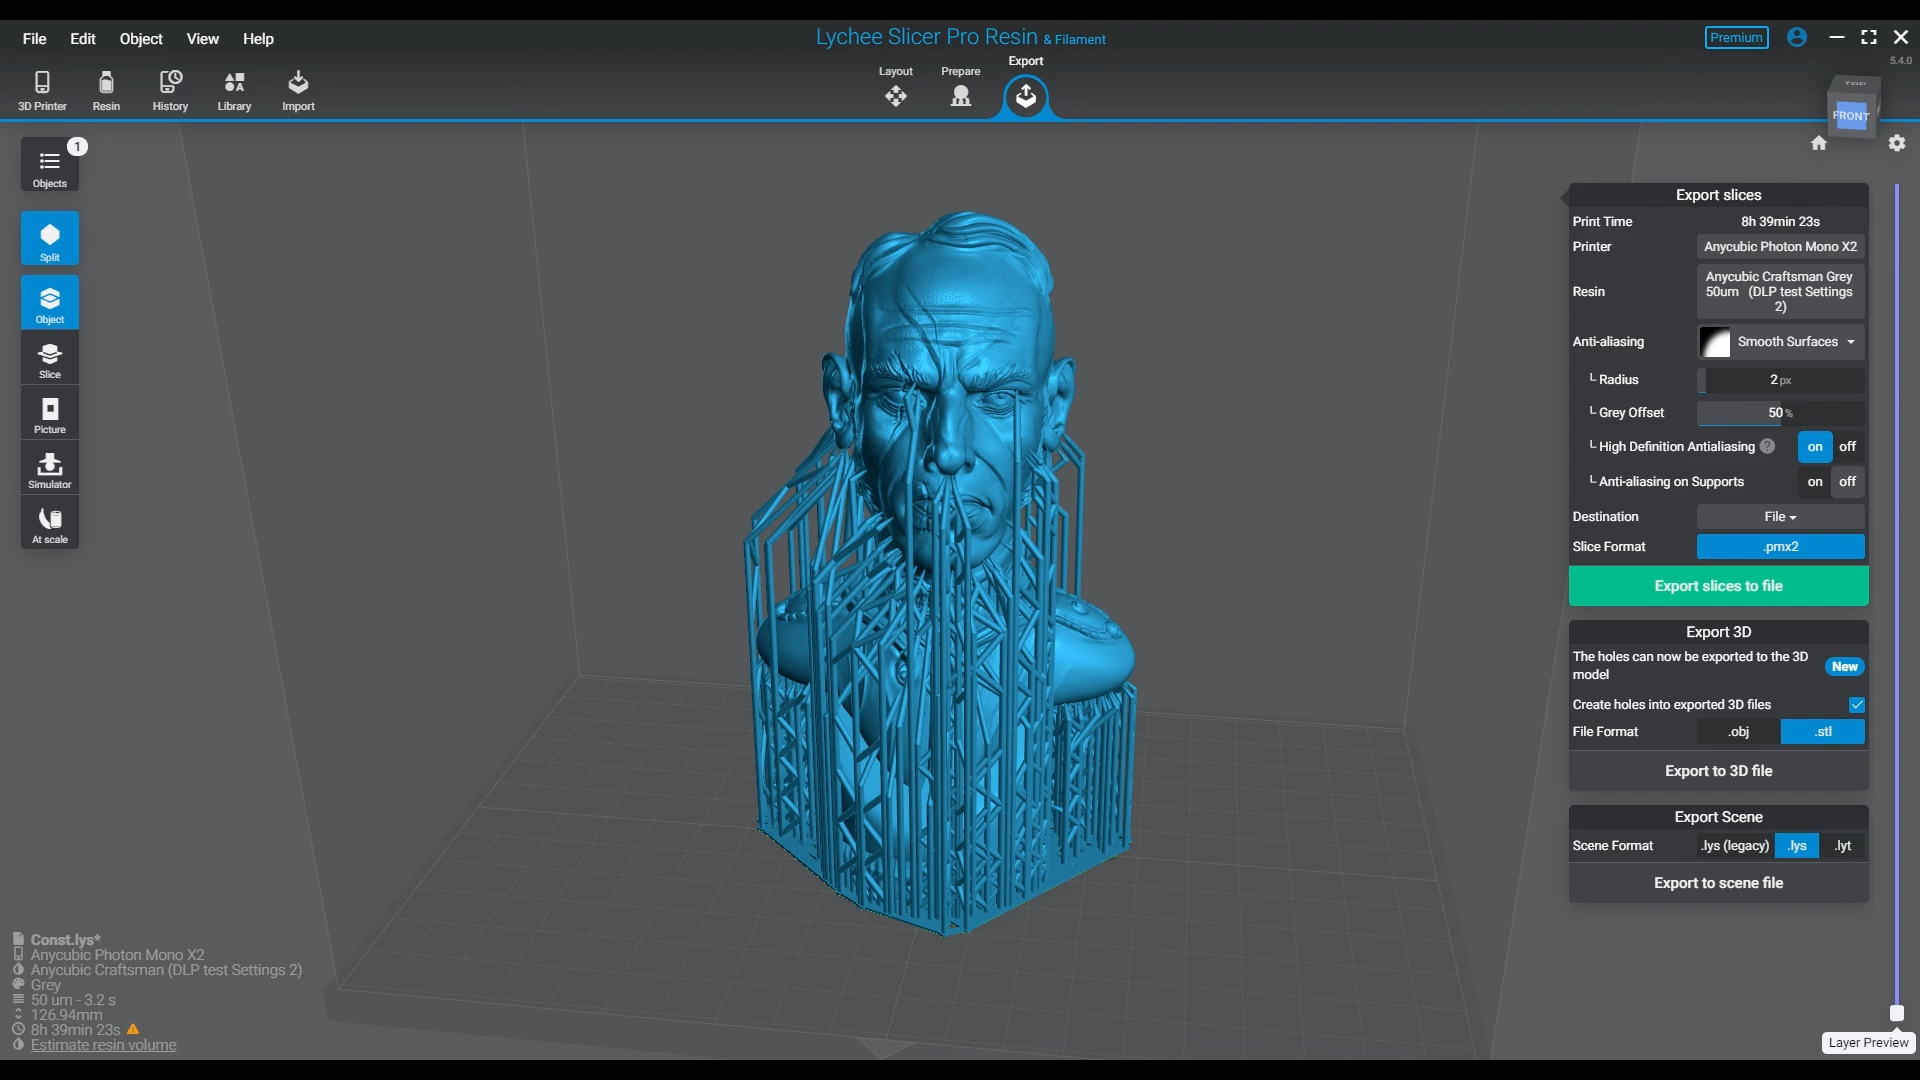 File Edit Object View Help
Lychee Slicer Pro Resin & Filament
Premium
5.4.0
3D Printer Resin History Library Import
Layout Prepare Export
TOP
FRONT
1
Objects
Split
Object
Slice
Picture
Simulator
At scale
Export slices
Print Time 8h 39min 23s
Printer Anycubic Photon Mono X2
Resin Anycubic Craftsman Grey
50um (DLP test Settings
2)
Anti-aliasing Smooth Surfaces
Radius 2 px
Grey Offset 50 %
High Definition Antialiasing ? on off
Anti-aliasing on Supports on off
Destination File
Slice Format .pmx2
Export slices to file
Export 3D
The holes can now be exported to the 3D
model
New
Create holes into exported 3D files
File Format .obj .stl
Export to 3D file
Export Scene
Scene Format .lys (legacy) .lys .lyt
Export to scene file
Const.lys*
Anycubic Photon Mono X2
Anycubic Craftsman (DLP test Settings 2)
Grey
50 um - 3.2 s
126.94mm
8h 39min 23s
Estimate resin volume
Layer Preview